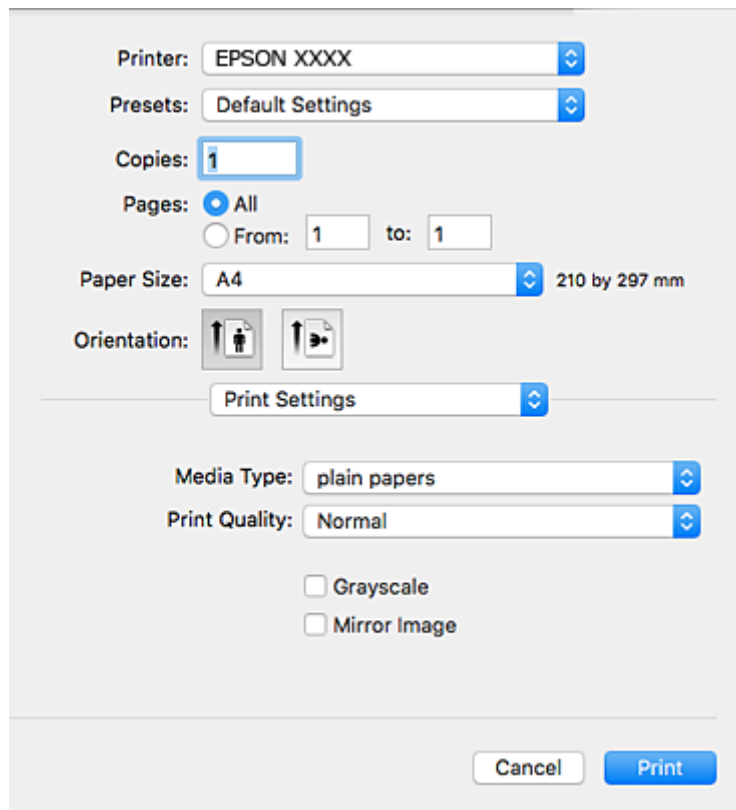 Printer: EPSON XXXX
Presets: Default Settings
Copies: 1
Pages: All
From: 1 to: 1
Paper Size: A4 210 by 297 mm
Orientation:
Print Settings
Media Type: plain papers
Print Quality: Normal
Grayscale
Mirror Image
Cancel Print